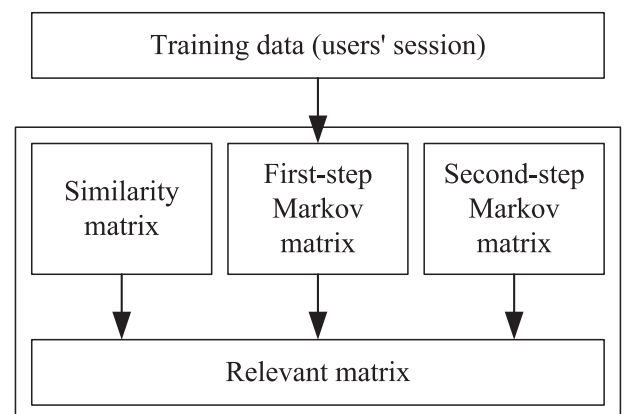 Training data (users' session)
Similarity
matrix
First-step
Markov
matrix
Second-step
Markov
matrix
Relevant matrix